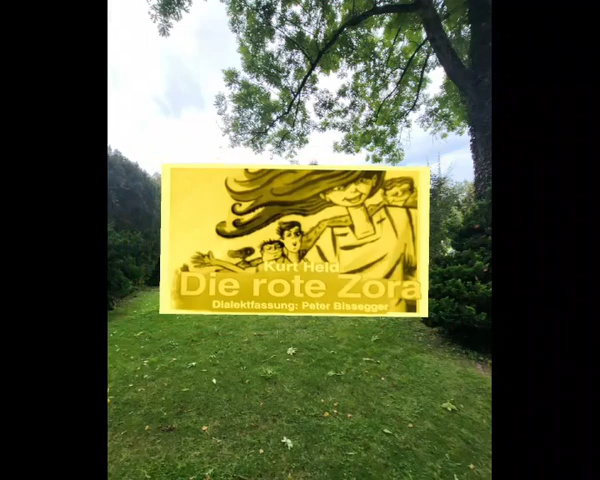 Kurt Held
Die rote Zora
Dialektfassung: Peter Bissegger